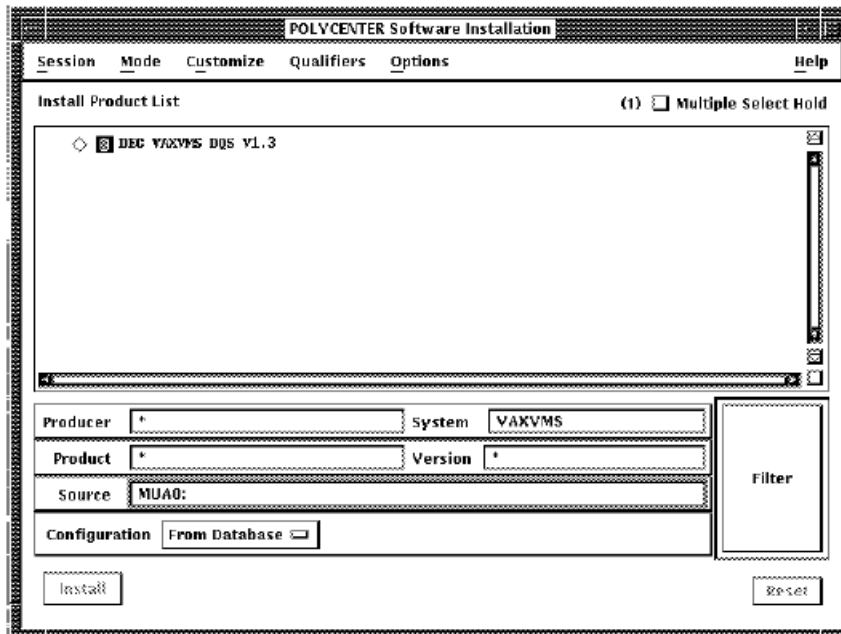 POLYCENTER Software Installation
Session Mode Customize Qualifiers Options Help
Install Product List (1) Multiple Select Hold
DEC VAXVMS DQS V1.3
Producer * System VAXVMS
Product * Version *
Source MUA0:
Filter
Configuration From Database
Install Reset